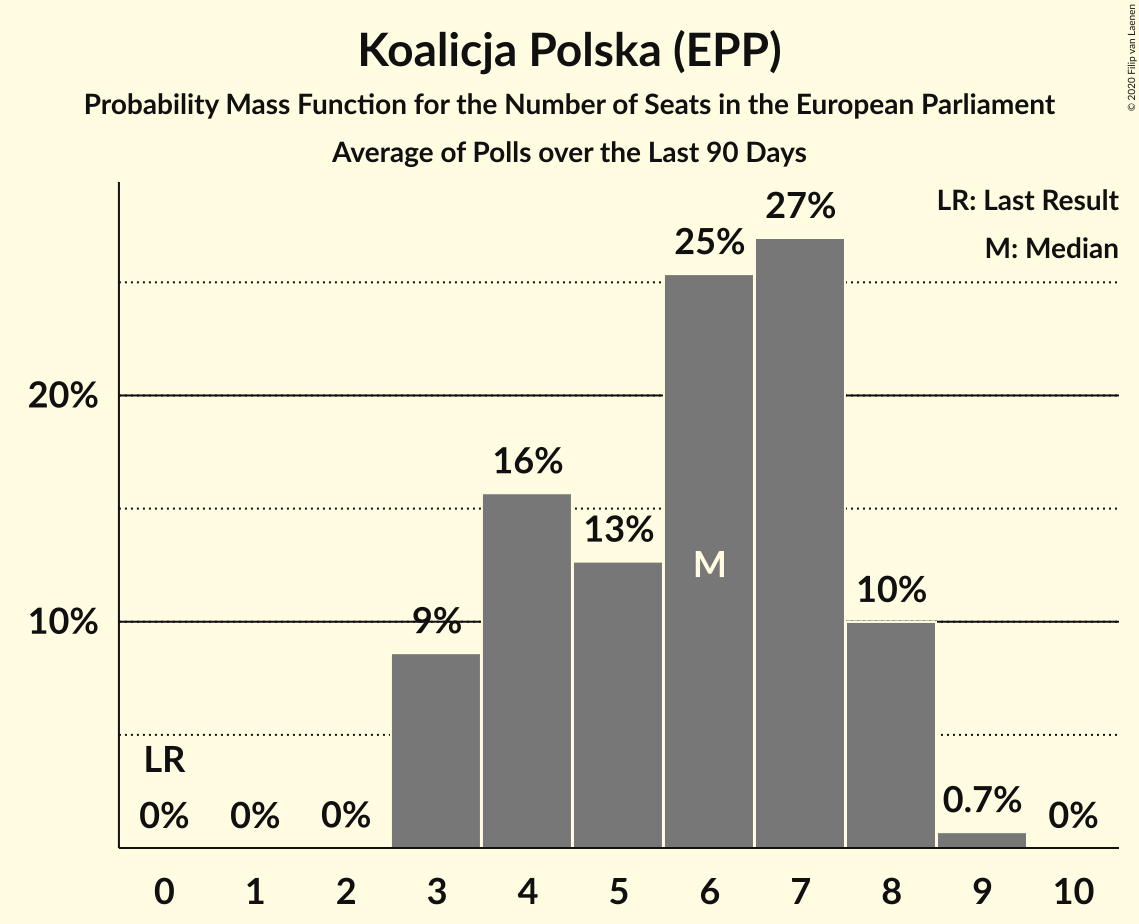 Koalicja Polska (EPP)
Probability Mass Function for the Number of Seats in the European Parliament
Average of Polls over the Last 90 Days
© 2020 Filip van Laenen
LR: Last Result
M: Median
27%
25%
20%
16%
13%
M
10%
10%
9%
LR
0%
0%
0%
0.7%
0%
0 1 2 3 4 5 6 7 8 9 10